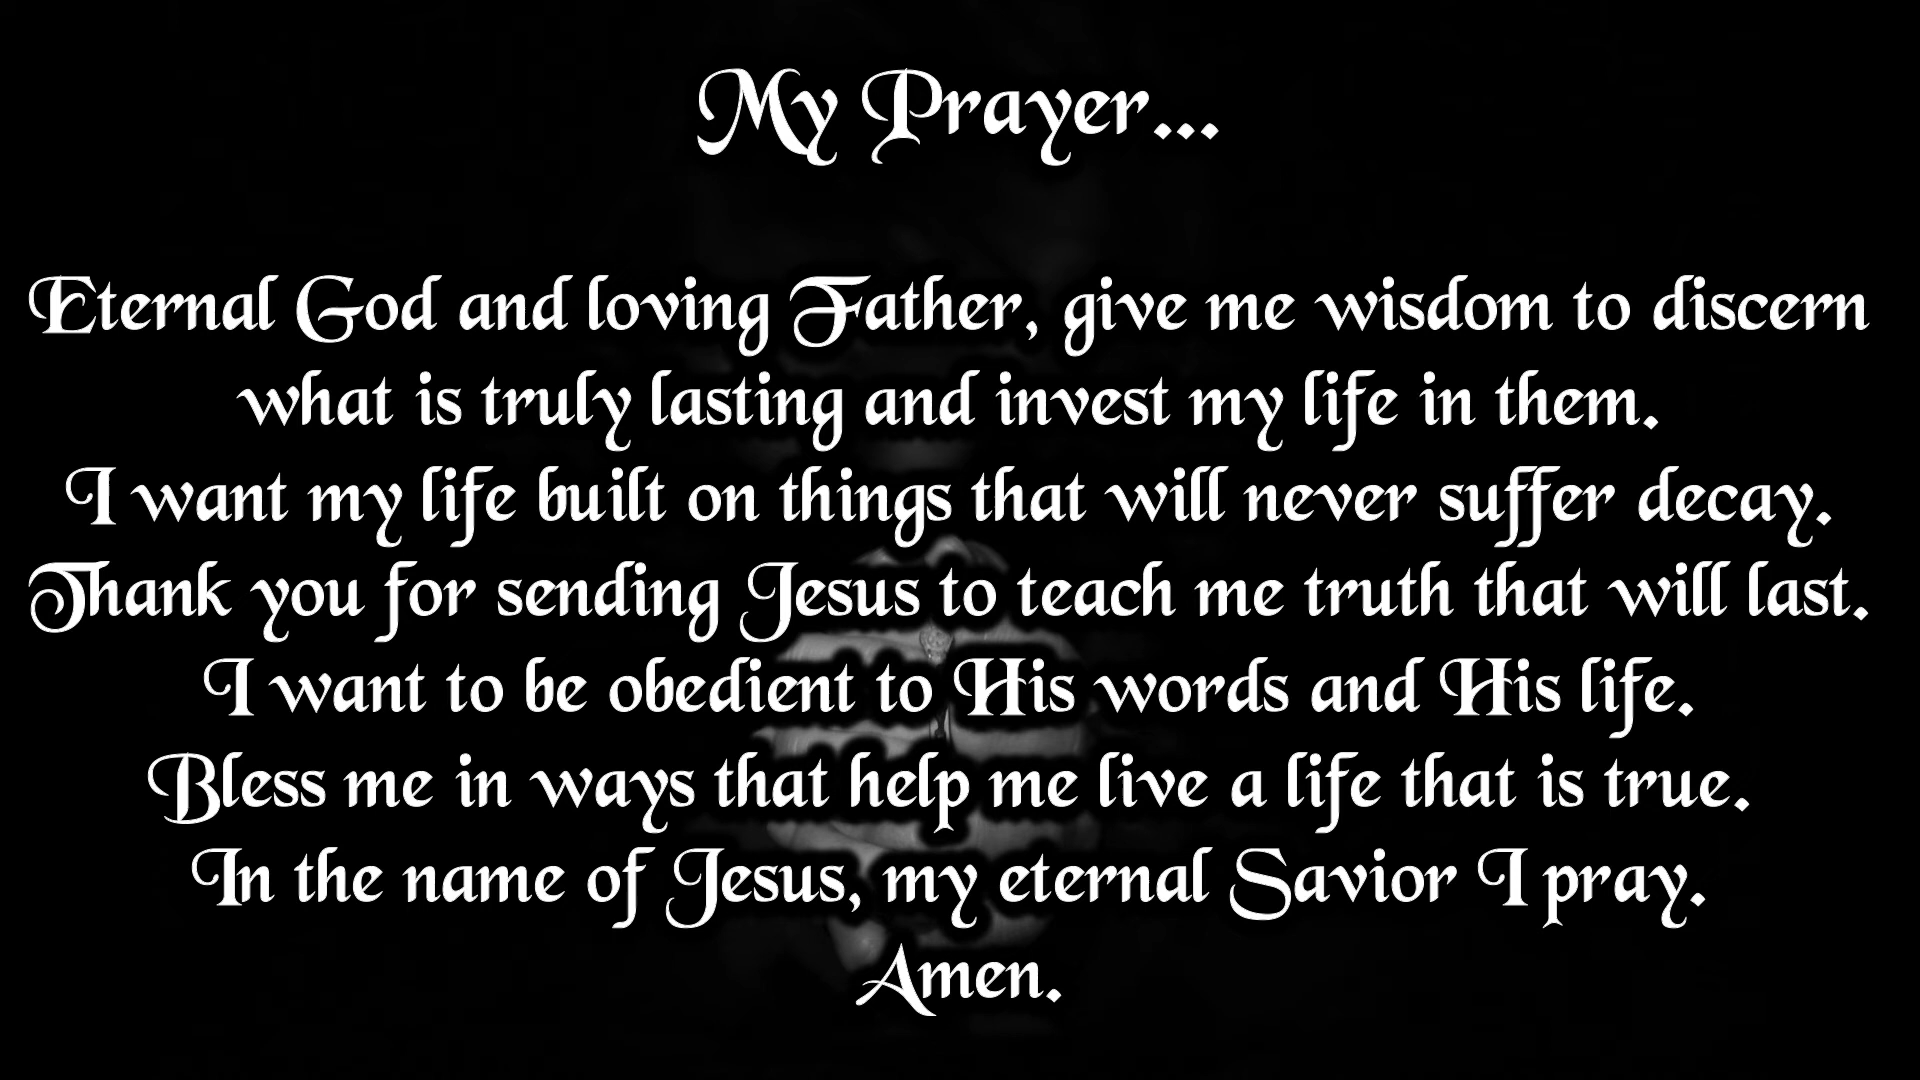 My Prayer...
Eternal God and loving Father, give me wisdom to discern
what is truly lasting and invest my life in them.
I want my life built on things that will never suffer decay.
Thank you for sending Jesus to teach me truth that will last.
I want to be obedient to His words and His life.
Bless me in ways that help me live a life that is true.
In the name of Jesus, my eternal Savior I pray.
Amen.